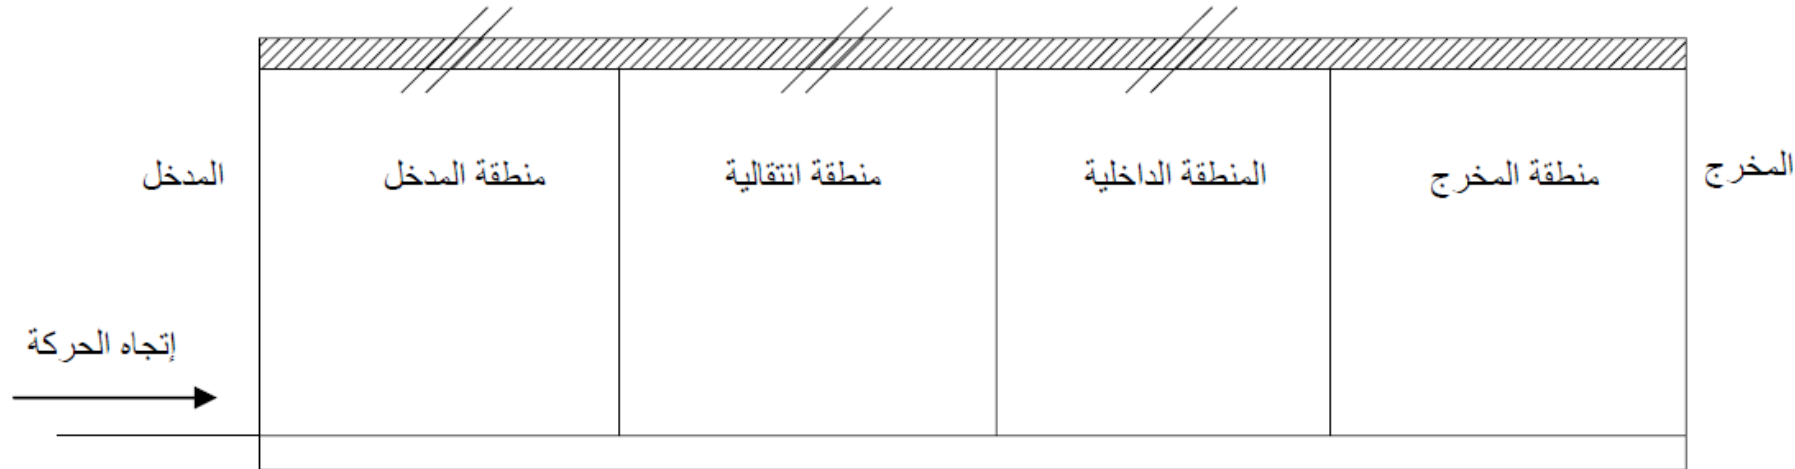 المدخل
منطقة المدخل
منطقة انتقالية
المنطقة الداخلية
منطقة المخرج
المخرج
إتجاه الحركة